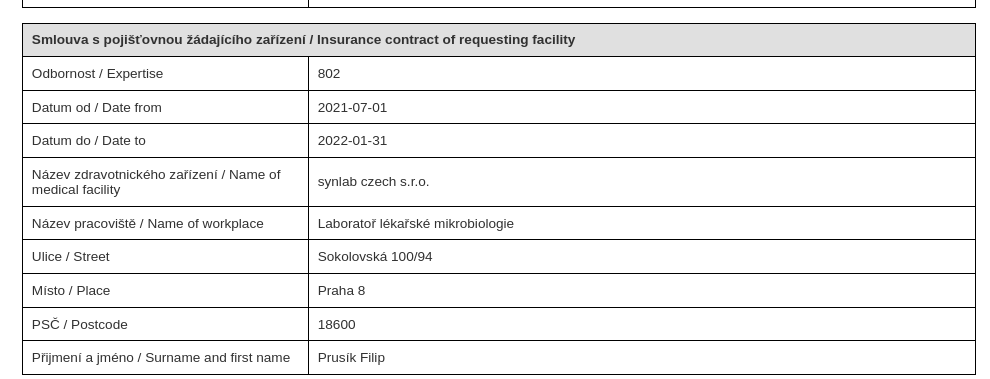 Smlouva s pojišťovnou žádajícího zařízení / Insurance contract of requesting facility
Odbornost / Expertise 802
Datum od / Date from 2021-07-01
Datum do / Date to 2022-01-31
Název zdravotnického zařízení / Name of
medical facility synlab czech s.r.o.
Název pracoviště / Name of workplace Laboratoř lékařské mikrobiologie
Ulice / Street Sokolovská 100/94
Místo / Place Praha 8
PSČ / Postcode 18600
Přijmení a jméno / Surname and first name Prusík Filip